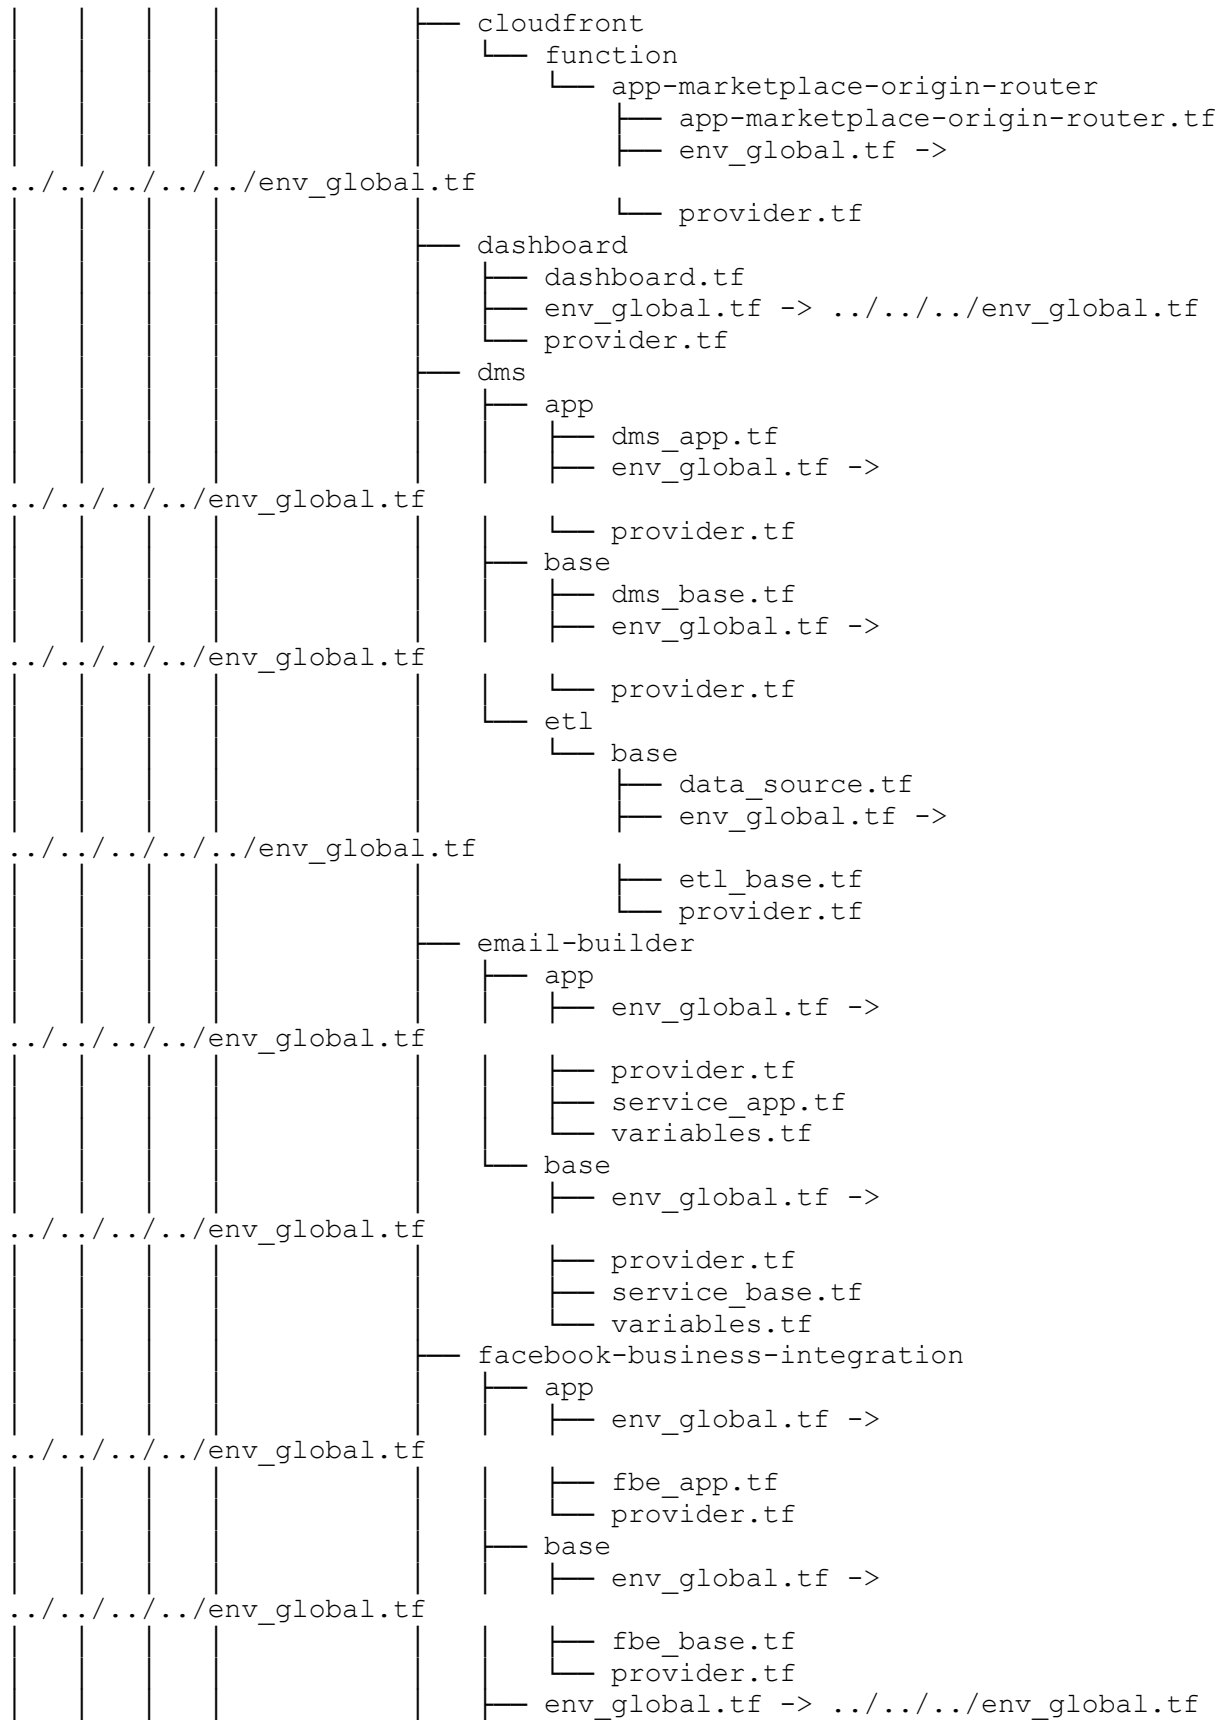 │   │   │   │           ├── cloudfront
│   │   │   │           │   └── function
│   │   │   │           │       └── app-marketplace-origin-router
│   │   │   │           │           ├── app-marketplace-origin-router.tf
│   │   │   │           │           ├── env_global.tf ->
../../../../../env_global.tf
│   │   │   │           │           └── provider.tf
│   │   │   │           ├── dashboard
│   │   │   │           │   ├── dashboard.tf
│   │   │   │           │   ├── env_global.tf -> ../../../env_global.tf
│   │   │   │           │   └── provider.tf
│   │   │   │           ├── dms
│   │   │   │           │   ├── app
│   │   │   │           │   │   ├── dms_app.tf
│   │   │   │           │   │   ├── env_global.tf ->
../../../../env_global.tf
│   │   │   │           │   │   └── provider.tf
│   │   │   │           │   ├── base
│   │   │   │           │   │   ├── dms_base.tf
│   │   │   │           │   │   ├── env_global.tf ->
../../../../env_global.tf
│   │   │   │           │   │   └── provider.tf
│   │   │   │           │   └── etl
│   │   │   │           │       └── base
│   │   │   │           │           ├── data_source.tf
│   │   │   │           │           ├── env_global.tf ->
../../../../../env_global.tf
│   │   │   │           │           ├── etl_base.tf
│   │   │   │           │           └── provider.tf
│   │   │   │           ├── email-builder
│   │   │   │           │   ├── app
│   │   │   │           │   │   ├── env_global.tf ->
../../../../env_global.tf
│   │   │   │           │   │   ├── provider.tf
│   │   │   │           │   │   ├── service_app.tf
│   │   │   │           │   │   └── variables.tf
│   │   │   │           │   └── base
│   │   │   │           │       ├── env_global.tf ->
../../../../env_global.tf
│   │   │   │           │       ├── provider.tf
│   │   │   │           │       ├── service_base.tf
│   │   │   │           │       └── variables.tf
│   │   │   │           ├── facebook-business-integration
│   │   │   │           │   ├── app
│   │   │   │           │   │   ├── env_global.tf ->
../../../../env_global.tf
│   │   │   │           │   │   ├── fbe_app.tf
│   │   │   │           │   │   └── provider.tf
│   │   │   │           │   ├── base
│   │   │   │           │   │   ├── env_global.tf ->
../../../../env_global.tf
│   │   │   │           │   │   ├── fbe_base.tf
│   │   │   │           │   │   └── provider.tf
│   │   │   │           │   ├── env_global.tf -> ../../../env_global.tf